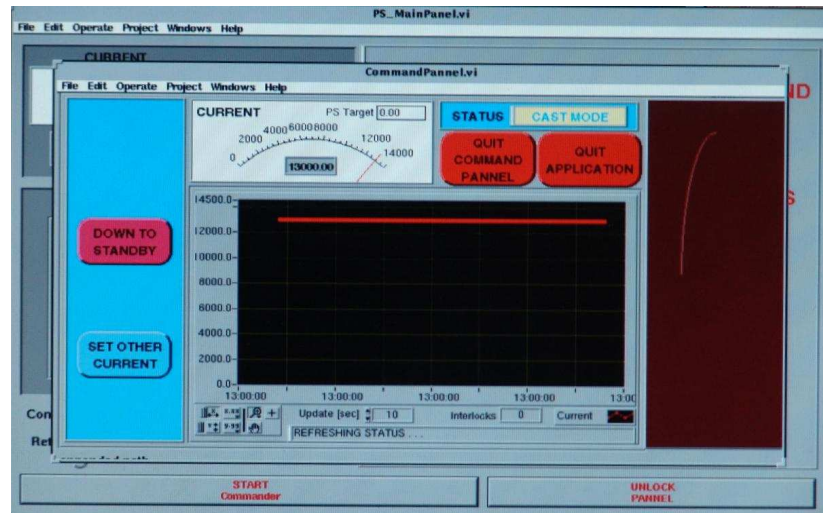 PS_MainPanel.vi
File Edit Operate Project Windows Help
CURRENT
CommandPannel.vi
File Edit Operate Project Windows Help
CURRENT
PS Target 0.00
0 2000 4000 6000 8000 12000 14000
13000.00
STATUS CAST MODE
QUIT
COMMAND
PANNEL
QUIT
APPLICATION
ND
S
DOWN TO
STANDBY
SET OTHER
CURRENT
14500.0
12000.0
10000.0
8000.0
6000.0
4000.0
2000.0
0.0
13:00:00 13:00:00 13:00:00 13:00:00 13:00
Update [sec] 10
Interlocks 0
Current
REFRESHING STATUS . . .
Con
Ret
START
Commander
UNLOCK
PANNEL